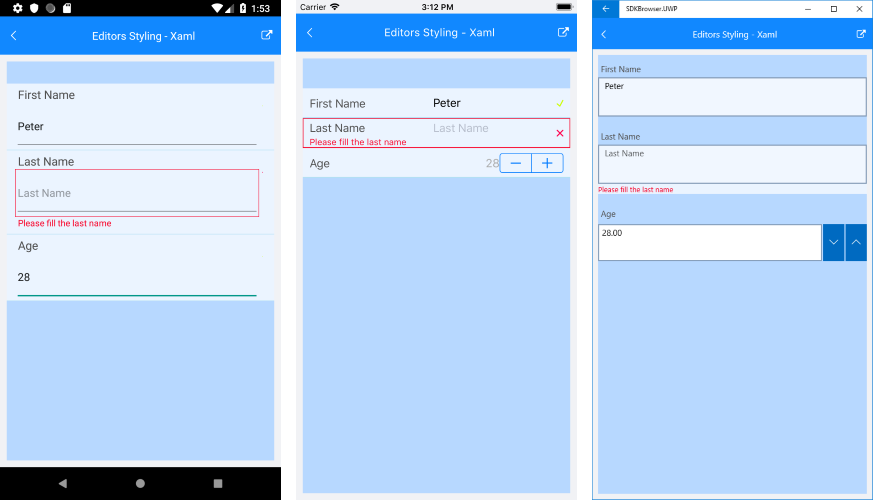 1:53
Editors Styling - Xaml
First Name
Peter
Last Name
Last Name
Please fill the last name
Age
28
Carrier 3:12 PM
Editors Styling - Xaml
First Name Peter
Last Name Last Name
Please fill the last name
Age 28
SDKBrowser.UWP
Editors Styling - Xaml
First Name
Peter
Last Name
Last Name
Please fill the last name
Age
28.00